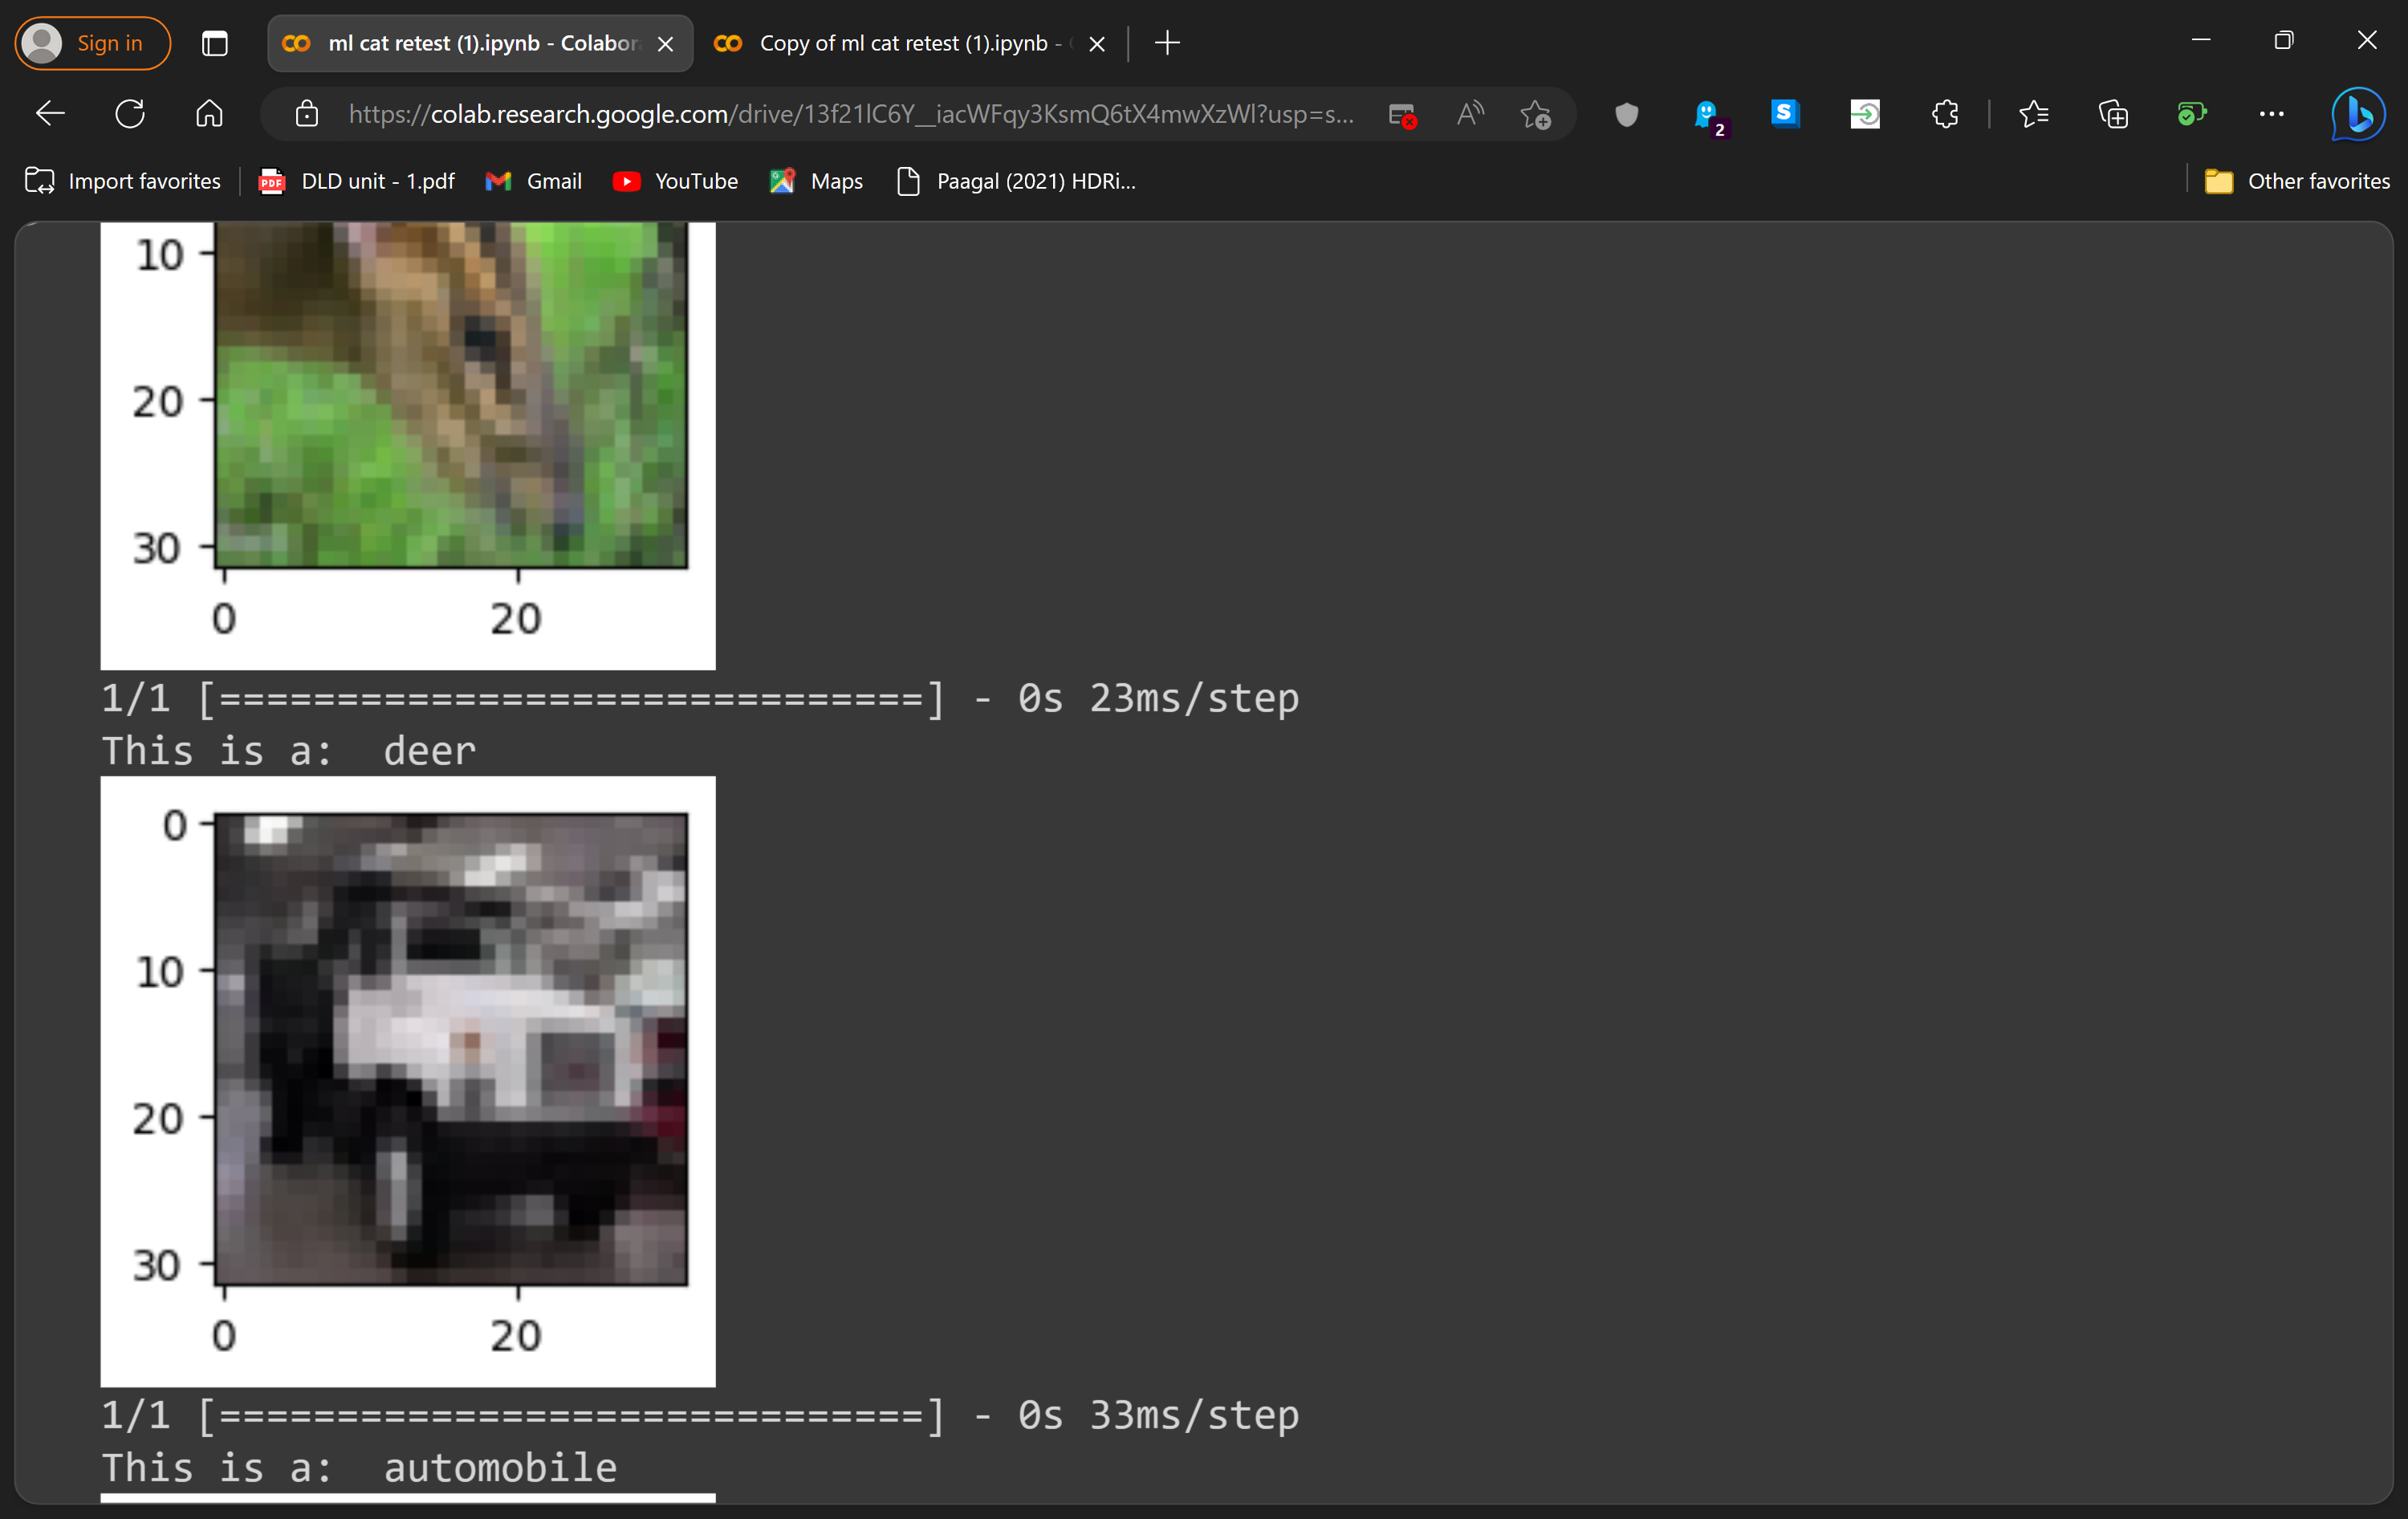 Sign in
ml cat retest (1).ipynb - Colabor
Copy of ml cat retest (1).ipynb -
https://colab.research.google.com/drive/13f21lC6Y__iacWFqy3KsmQ6tX4mwXzWl?usp=s...
2
S
Import favorites
PDF
DLD unit - 1.pdf
Gmail
YouTube
Maps
Paagal (2021) HDRi...
Other favorites
10
20
30
0 20
1/1 [==============================] - 0s 23ms/step
This is a:  deer
0
10
20
30
0 20
1/1 [==============================] - 0s 33ms/step
This is a:  automobile